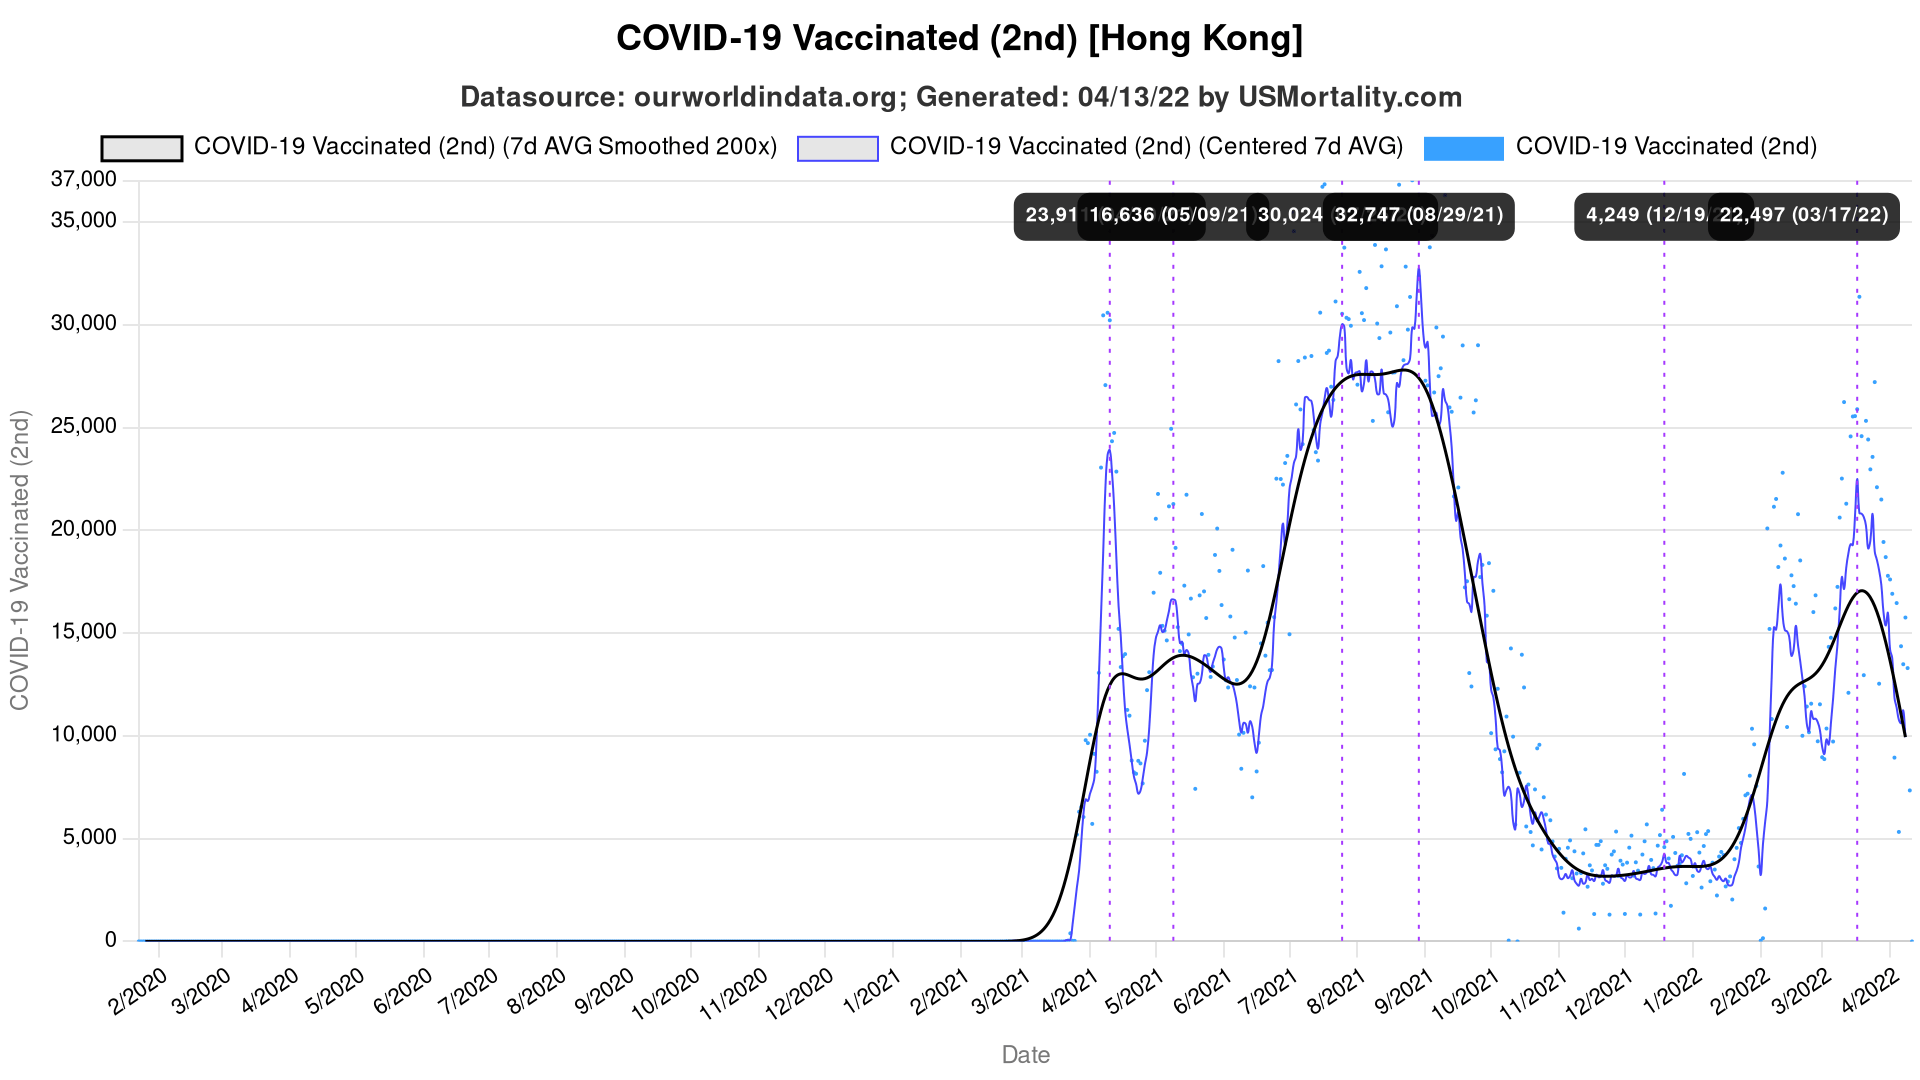 COVID-19 Vaccinated (2nd) [Hong Kong]
Datasource: ourworldindata.org; Generated: 04/13/22 by USMortality.com
COVID-19 Vaccinated (2nd) (7d AVG Smoothed 200x) COVID-19 Vaccinated (2nd) (Centered 7d AVG) COVID-19 Vaccinated (2nd)
37,000
35,000
30,000
25,000
20,000
15,000
10,000
5,000
0
COVID-19 Vaccinated (2nd)
23,911 16,636 (05/09/21) 30,024 32,747 (08/29/21) 4,249 (12/19/ 22,497 (03/17/22)
2/2020 3/2020 4/2020 5/2020 6/2020 7/2020 8/2020 9/2020 10/2020 11/2020 12/2020 1/2021 2/2021 3/2021 4/2021 5/2021 6/2021 7/2021 8/2021 9/2021 10/2021 11/2021 12/2021 1/2022 2/2022 3/2022 4/2022
Date